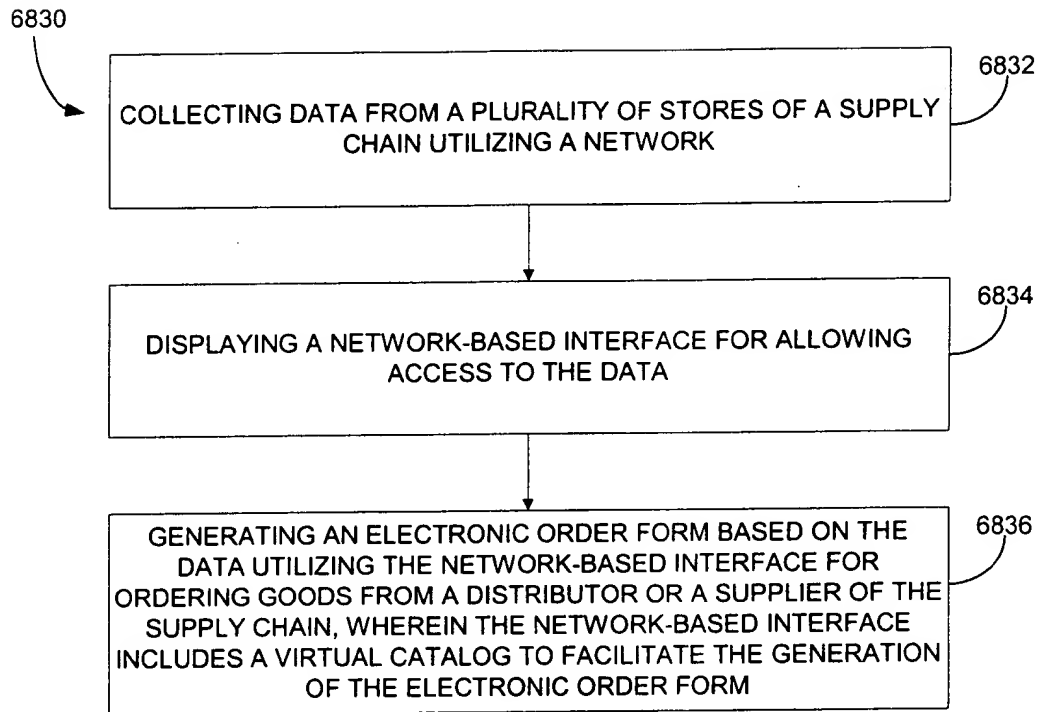 6830
6832
COLLECTING DATA FROM A PLURALITY OF STORES OF A SUPPLY
CHAIN UTILIZING A NETWORK
6834
DISPLAYING A NETWORK-BASED INTERFACE FOR ALLOWING
ACCESS TO THE DATA
6836
GENERATING AN ELECTRONIC ORDER FORM BASED ON THE
DATA UTILIZING THE NETWORK-BASED INTERFACE FOR
ORDERING GOODS FROM A DISTRIBUTOR OR A SUPPLIER OF THE
SUPPLY CHAIN, WHEREIN THE NETWORK-BASED INTERFACE
INCLUDES A VIRTUAL CATALOG TO FACILITATE THE GENERATION
OF THE ELECTRONIC ORDER FORM